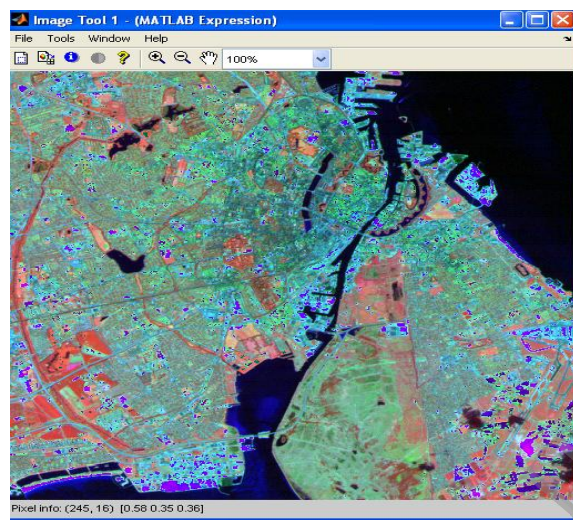 Image Tool 1 - (MATLAB Expression)
File Tools Window Help
100%
Pixel info: (245, 16) [0.58 0.35 0.36]